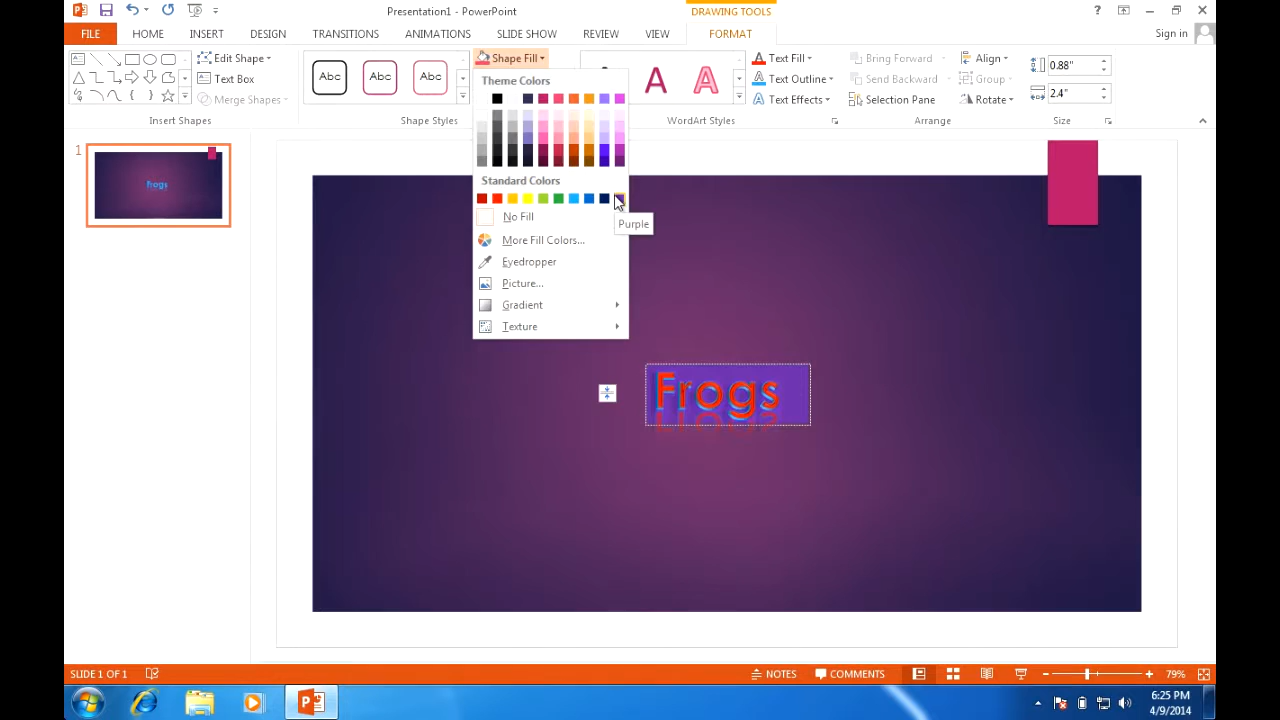 Presentation1 - PowerPoint
DRAWING TOOLS
?
FILE HOME INSERT DESIGN TRANSITIONS ANIMATIONS SLIDE SHOW REVIEW VIEW FORMAT
Sign in
Edit Shape
Text Box
Merge Shapes
Insert Shapes
Abc Abc Abc
Shape Styles
Shape Fill
Theme Colors
Standard Colors
No Fill
More Fill Colors...
Eyedropper
Picture...
Gradient
Texture
Purple
A A
WordArt Styles
Text Fill
Text Outline
Text Effects
Bring Forward
Send Backward
Selection Pane
Align
Group
Rotate
Arrange
0.88"
2.4"
Size
1
Frogs
Frogs
SLIDE 1 OF 1
NOTES
COMMENTS
79%
6:25 PM
4/9/2014